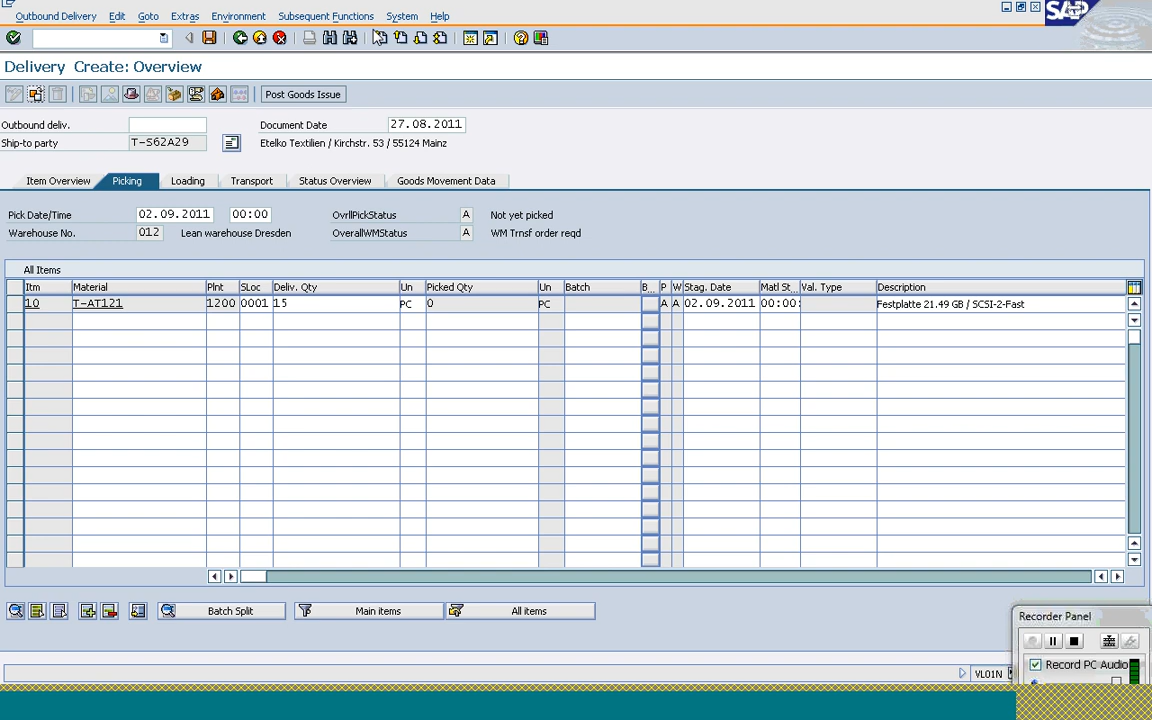 Outbound Delivery Edit Goto Extras Environment Subsequent Functions System Help
SAP
Delivery Create: Overview
Post Goods Issue
Outbound deliv. Document Date 27.08.2011
Ship-to party T-S62A29 Etelko Textilien / Kirchstr. 53 / 55124 Mainz
Item Overview Picking Loading Transport Status Overview Goods Movement Data
Pick Date/Time 02.09.2011 00:00 OvrllPickStatus A Not yet picked
Warehouse No. 012 Lean warehouse Dresden OverallWMStatus A WM Trnsf order reqd
All Items
Itm Material Plnt SLoc Deliv. Qty Un Picked Qty Un Batch B... P W Stag. Date Matl St... Val. Type Description
10 T-AT121 1200 0001 15 PC 0 PC A A 02.09.2011 00:00: Festplatte 21.49 GB / SCSI-2-Fast
Batch Split Main items All items
Recorder Panel
Record PC Audio
VL01N